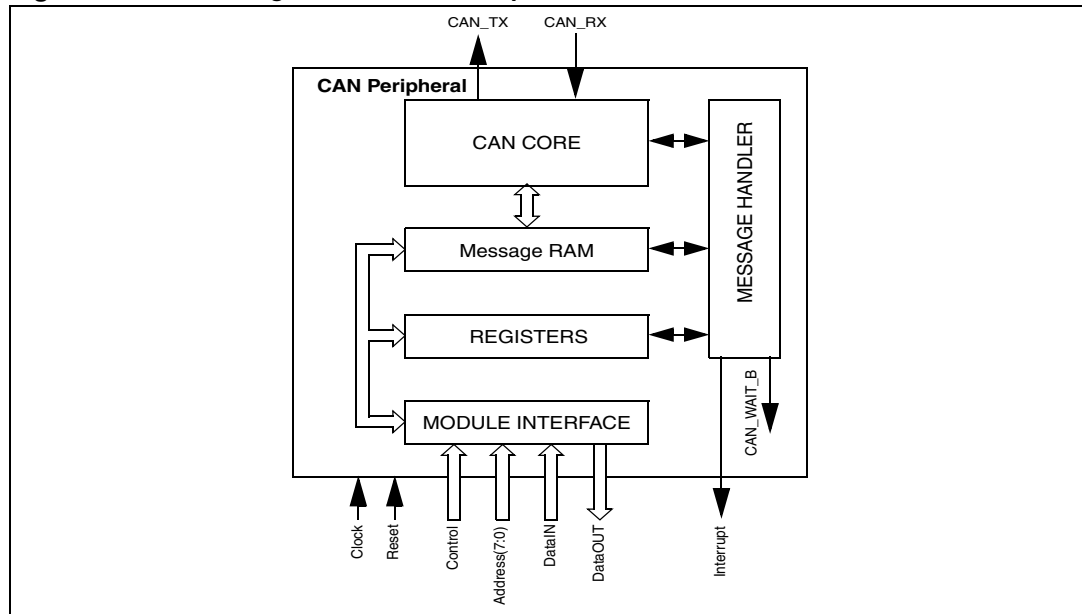 CAN_TX
CAN_RX
CAN Peripheral
CAN CORE
MESSAGE HANDLER
Message RAM
REGISTERS
MODULE INTERFACE
CAN_WAIT_B
Clock
Reset
Control
Address(7:0)
DataIN
DataOUT
Interrupt